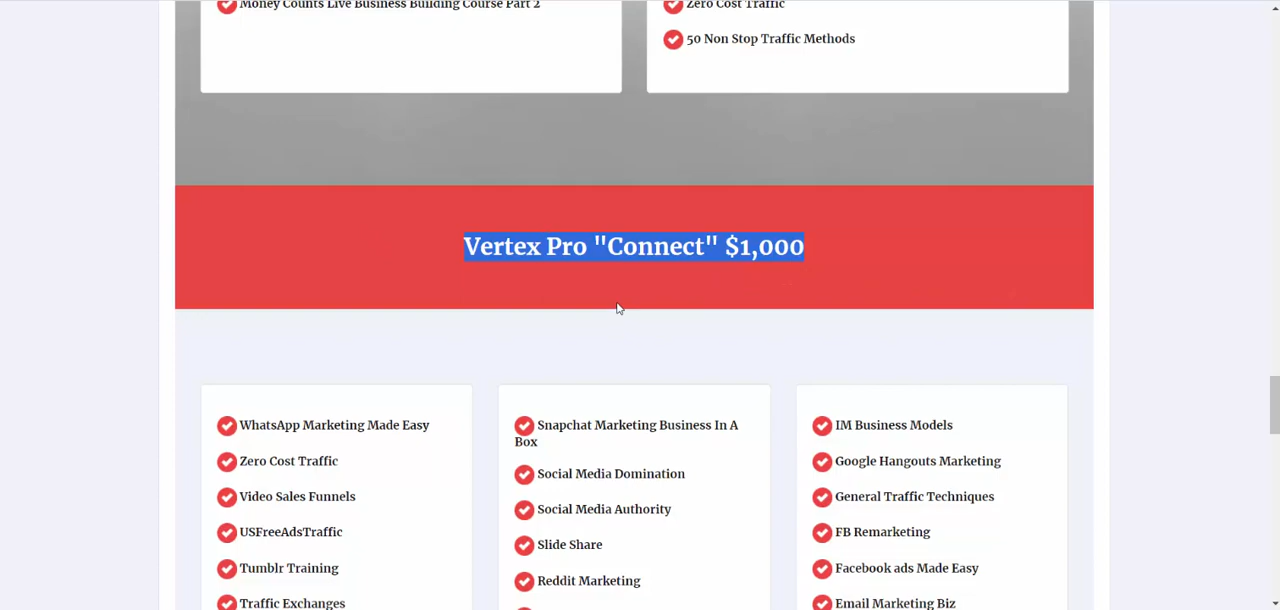 Money Counts Live Business Building Course Part 2
Zero Cost Traffic
50 Non Stop Traffic Methods
Vertex Pro "Connect" $1,000
WhatsApp Marketing Made Easy
Zero Cost Traffic
Video Sales Funnels
USFreeAdsTraffic
Tumblr Training
Traffic Exchanges
Snapchat Marketing Business In A
Box
Social Media Domination
Social Media Authority
Slide Share
Reddit Marketing
IM Business Models
Google Hangouts Marketing
General Traffic Techniques
FB Remarketing
Facebook ads Made Easy
Email Marketing Biz